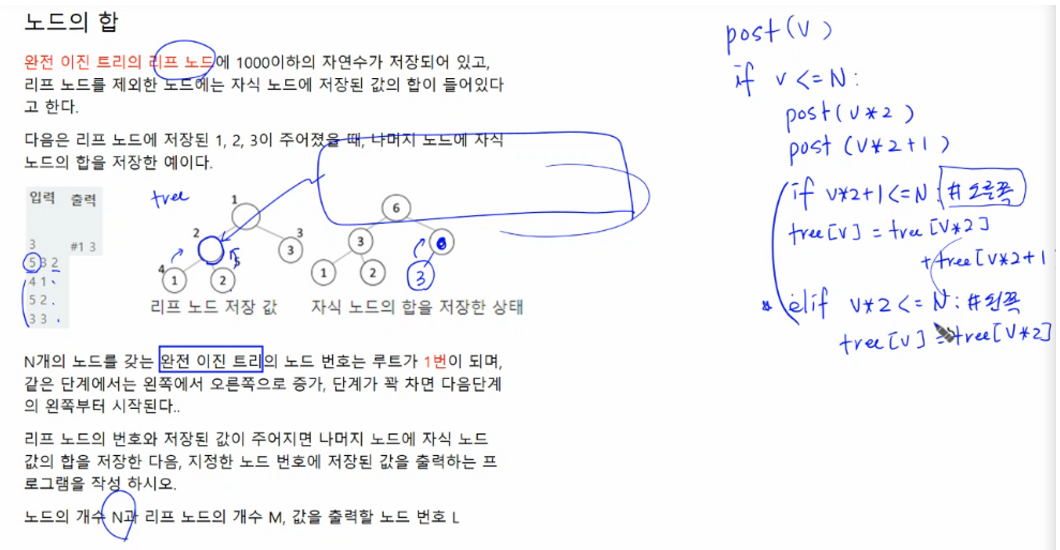 노드의 합
완전 이진 트리의 리프 노드에 1000이하의 자연수가 저장되어 있고,
리프 노드를 제외한 노드에는 자식 노드에 저장된 값의 합이 들어있다
고 한다.
다음은 리프 노드에 저장된 1, 2, 3이 주어졌을 때, 나머지 노드에 자식
노드의 합을 저장한 예이다.
입력 출력
3 #1 3
5 3 2
4 1
5 2
3 3
tree
1
2 3
3
4 5
1 2
6
3
1 2 3
리프 노드 저장 값 자식 노드의 합을 저장한 상태
N개의 노드를 갖는 완전 이진 트리의 노드 번호는 루트가 1번이 되며,
같은 단계에서는 왼쪽에서 오른쪽으로 증가, 단계가 꽉 차면 다음단계
의 왼쪽부터 시작된다..
리프 노드의 번호와 저장된 값이 주어지면 나머지 노드에 자식 노드
값의 합을 저장한 다음, 지정한 노드 번호에 저장된 값을 출력하는 프
로그램을 작성 하시오.
노드의 개수 N과 리프 노드의 개수 M, 값을 출력할 노드 번호 L
post(v)
if v <= N:
post(v*2)
post(v*2+1)
if v*2+1 <= N: # 오른쪽
tree[v] = tree[v*2]
+tree[v*2+1
elif v*2 <= N: # 왼쪽
tree[v] = tree[v*2]